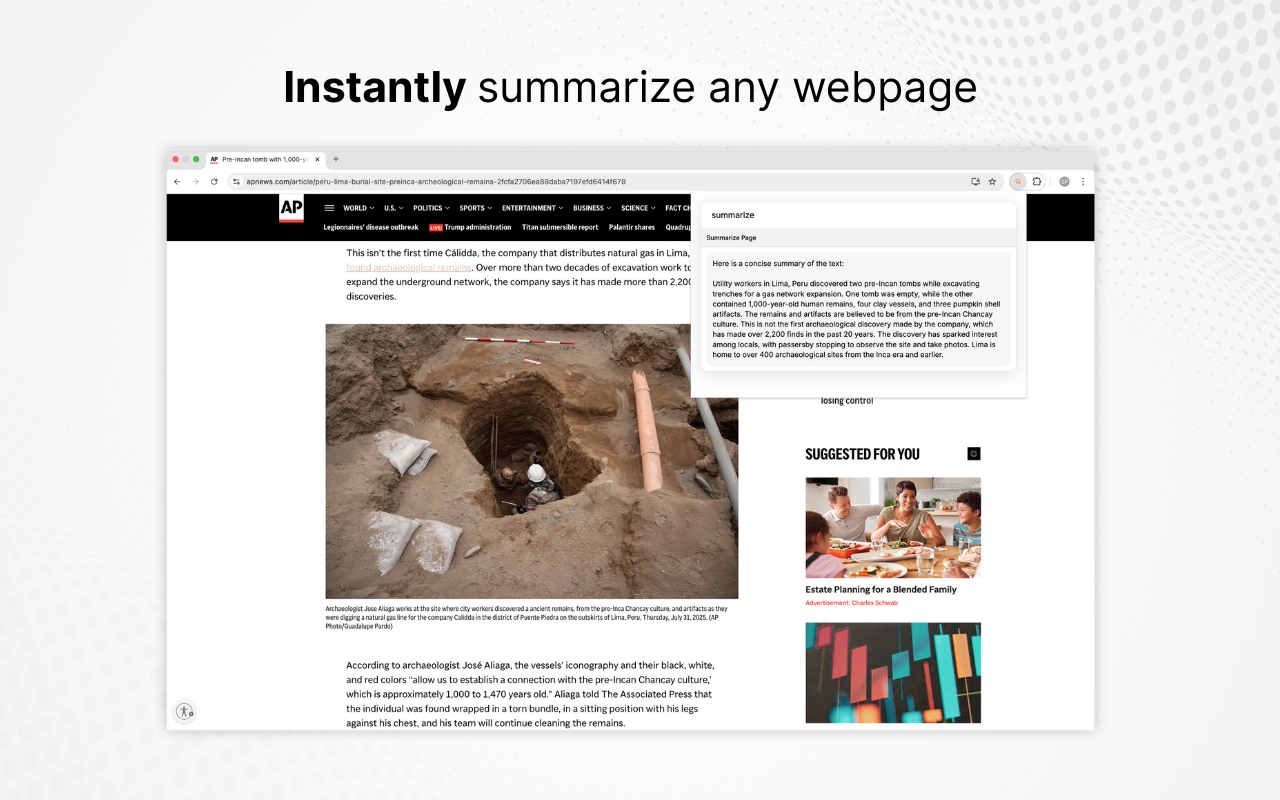 Instantly summarize any webpage
AP Pre-Incan tomb with 1,000-y
apnews.com/article/peru-lima-burial-site-preinca-archeological-remains-2fcfa2706ea88daba7197efd6414f678
AP
WORLD U.S. POLITICS SPORTS ENTERTAINMENT BUSINESS SCIENCE FACT CH
Legionnaires' disease outbreak LIVE Trump administration Titan submersible report Palantir shares Quadrup
summarize
Summarize Page
Here is a concise summary of the text:
Utility workers in Lima, Peru discovered two pre-Incan tombs while excavating
trenches for a gas network expansion. One tomb was empty, while the other
contained 1,000-year-old human remains, four clay vessels, and three pumpkin shell
artifacts. The remains and artifacts are believed to be from the pre-Incan Chancay
culture. This is not the first archaeological discovery made by the company, which
has made over 2,200 finds in the past 20 years. The discovery has sparked interest
among locals, with passersby stopping to observe the site and take photos. Lima is
home to over 400 archaeological sites from the Inca era and earlier.
This isn't the first time Cálidda, the company that distributes natural gas in Lima,
found archaeological remains. Over more than two decades of excavation work to
expand the underground network, the company says it has made more than 2,200
discoveries.
losing control
SUGGESTED FOR YOU
Estate Planning for a Blended Family
Advertisement: Charles Schwab
Archaeologist Jose Aliaga works at the site where city workers discovered a ancient remains, from the pre-Inca Chancay culture, and artifacts as they
were digging a natural gas line for the company Calidda in the district of Puente Piedra on the outskirts of Lima, Peru, Thursday, July 31, 2025. (AP
Photo/Guadalupe Pardo)
According to archaeologist José Aliaga, the vessels' iconography and their black, white,
and red colors "allow us to establish a connection with the pre-Incan Chancay culture,'
which is approximately 1,000 to 1,470 years old." Aliaga told The Associated Press that
the individual was found wrapped in a torn bundle, in a sitting position with his legs
against his chest, and his team will continue cleaning the remains.